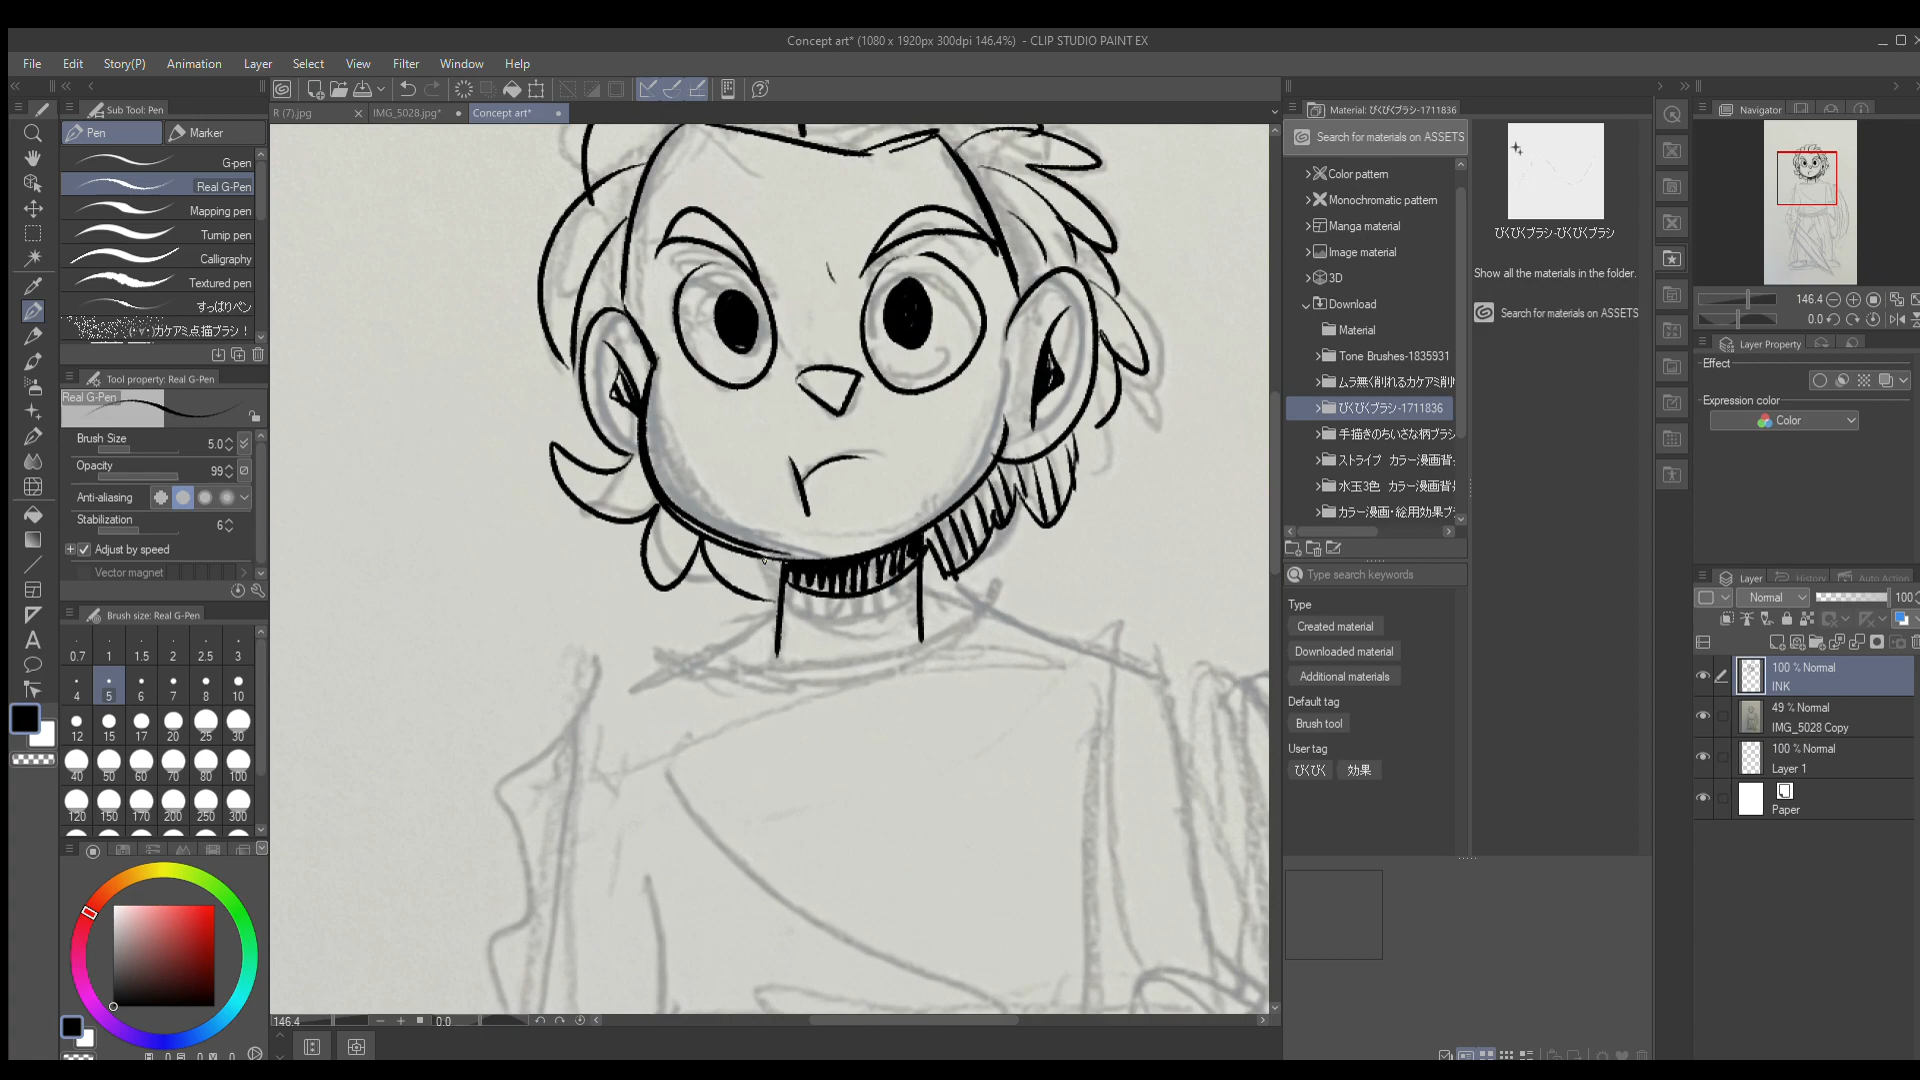 Concept art* (1080 x 1920px 300dpi 146.4%) - CLIP STUDIO PAINT EX
File Edit Story(P) Animation Layer Select View Filter Window Help
Sub Tool: Pen
Pen Marker
G-pen
Real G-Pen
Mapping pen
Turnip pen
Calligraphy
Textured pen
すっぱりペン
ガケアミ点描ブラシ！
Tool property: Real G-Pen
Real G-Pen
Brush Size 5.0
Opacity 99
Anti-aliasing
Stabilization 6
Adjust by speed
Vector magnet
Brush size: Real G-Pen
0.7 1 1.5 2 2.5 3
4 5 6 7 8 10
12 15 17 20 25 30
40 50 60 70 80 100
120 150 170 200 250 300
R (7).jpg IMG_5028.jpg* Concept art*
146.4 0.0
Material: びくびくブラシ-1711836
Search for materials on ASSETS
Color pattern
Monochromatic pattern
Manga material
Image material
3D
Download
Material
Tone Brushes-1835931
ムラ無く削れるカケアミ削り
びくびくブラシ-1711836
手描きのちいさな柄ブラシ
ストライプ カラー漫画背景
水玉3色 カラー漫画背景
カラー漫画・絵用効果ブ
Type search keywords
Type
Created material
Downloaded material
Additional materials
Default tag
Brush tool
User tag
びくびく 効果
びくびくブラシ-びくびくブラシ
Show all the materials in the folder.
Search for materials on ASSETS
Navigator
146.4
0.0
Layer Property
Effect
Expression color
Color
Layer History Auto Action
Normal 100
100 % Normal
INK
49 % Normal
IMG_5028 Copy
100 % Normal
Layer 1
Paper